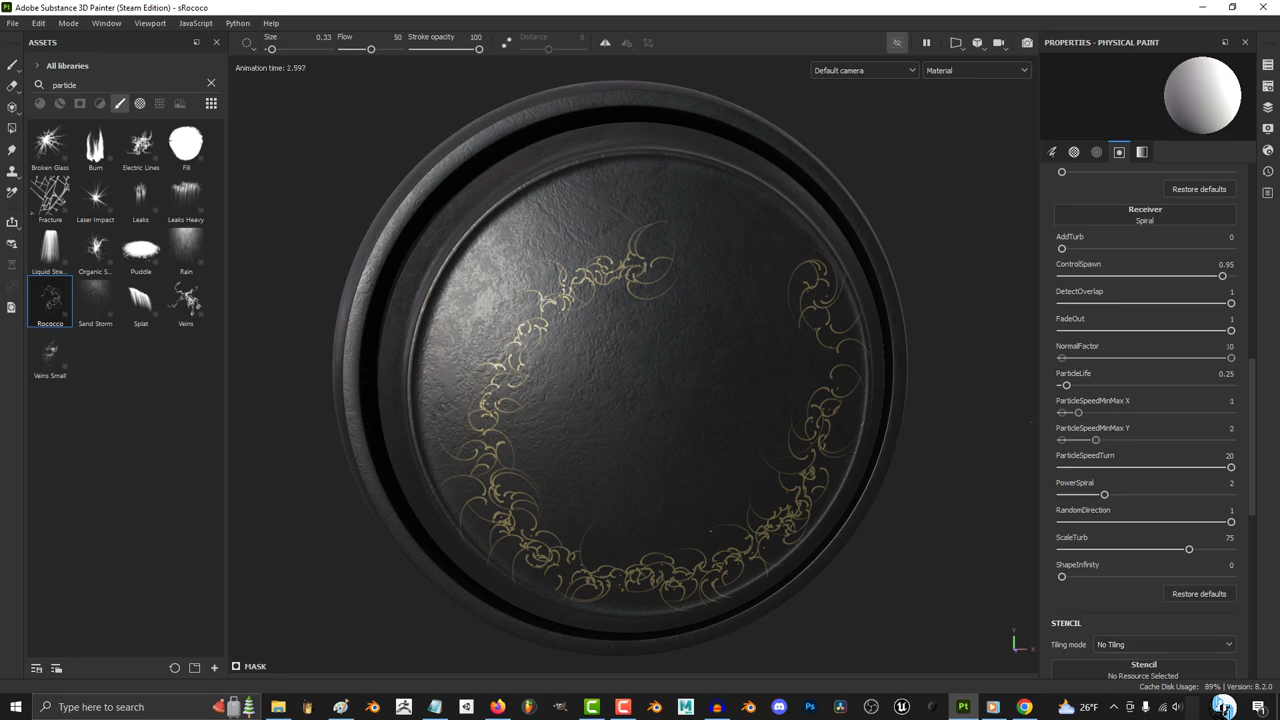 Adobe Substance 3D Painter (Steam Edition) - sRococo
File Edit Mode Window Viewport JavaScript Python Help
ASSETS
Size 0.33 Flow 50 Stroke opacity 100 Distance 8
PROPERTIES - PHYSICAL PAINT
All libraries
particle
Animation time: 2.597
Default camera
Material
Broken Glass Burn Electric Lines Fill
Fracture Laser Impact Leaks Leaks Heavy
Liquid Stre... Organic S... Puddle Rain
Rococco Sand Storm Splat Veins
Veins Small
Restore defaults
Receiver
Spiral
AddTurb 0
ControlSpawn 0.95
DetectOverlap 1
FadeOut 1
NormalFactor 10
ParticleLife 0.25
ParticleSpeedMinMax X 1
ParticleSpeedMinMax Y 2
ParticleSpeedTurn 20
PowerSpiral 2
RandomDirection 1
ScaleTurb 75
ShapeInfinity 0
Restore defaults
STENCIL
Tiling mode No Tiling
Stencil
No Resource Selected
Y
X
MASK
Cache Disk Usage: 89% | Version: 8.2.0
Type here to search
26°F